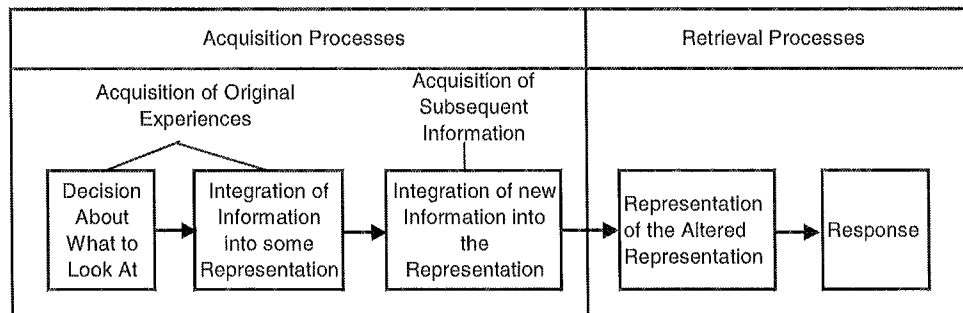 Acquisition Processes
Retrieval Processes
Acquisition of Original
Experiences
Acquisition of
Subsequent
Information
Decision
About
What to
Look At
Integration of
Information
into some
Representation
Integration of new
Information into
the
Representation
Representation
of the Altered
Representation
Response